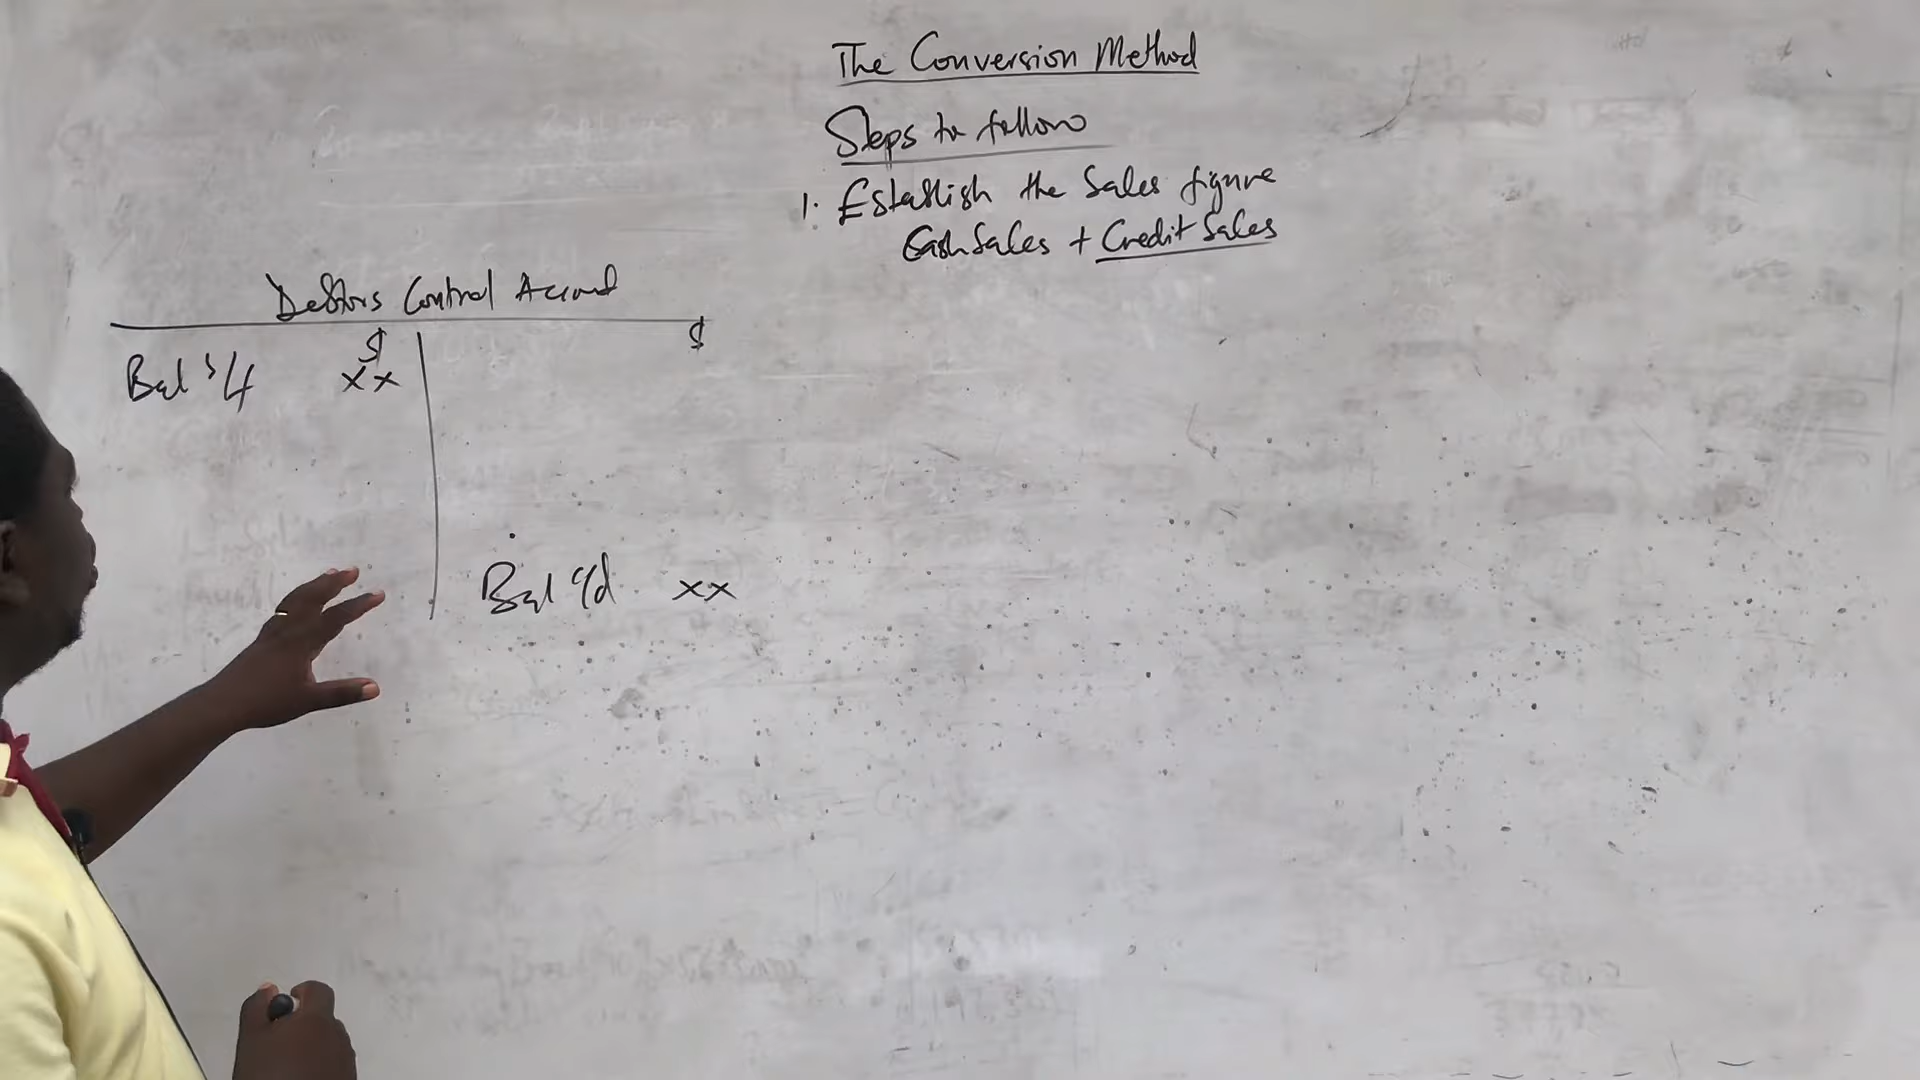 The Conversion Method
Steps to follow
1. Establish the Sales figure
Cash Sales + Credit Sales
Debtors Control Account
$ $
Bal b/f xx
Bal c/d xx